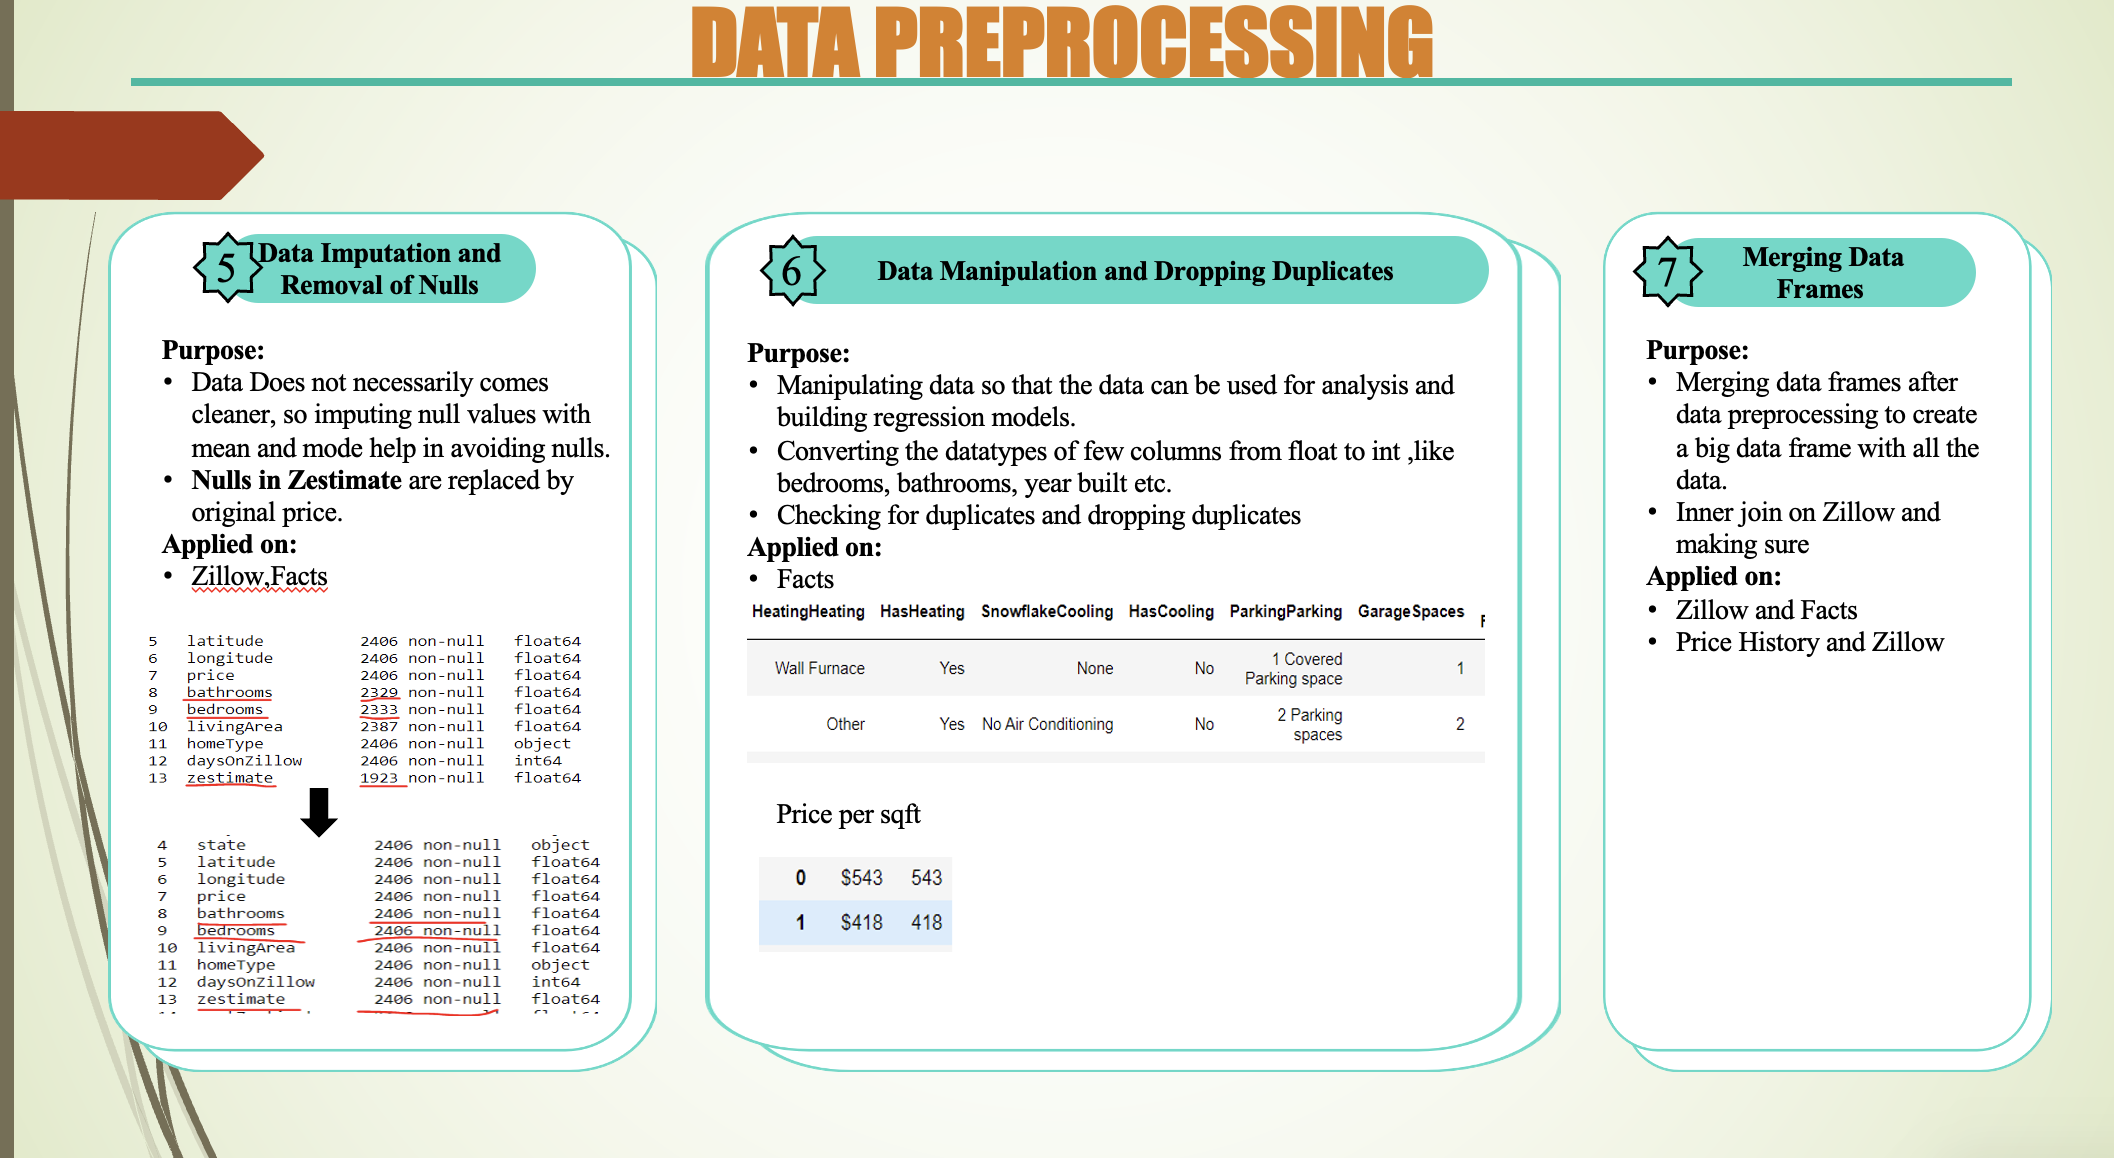 DATA PREPROCESSING
5
Data Imputation and
Removal of Nulls
Purpose:
• Data Does not necessarily comes
cleaner, so imputing null values with
mean and mode help in avoiding nulls.
• Nulls in Zestimate are replaced by
original price.
Applied on:
• Zillow,Facts
5 latitude 2406 non-null float64
6 longitude 2406 non-null float64
7 price 2406 non-null float64
8 bathrooms 2329 non-null float64
9 bedrooms 2333 non-null float64
10 livingArea 2387 non-null float64
11 homeType 2406 non-null object
12 daysOnZillow 2406 non-null int64
13 zestimate 1923 non-null float64
4 state 2406 non-null object
5 latitude 2406 non-null float64
6 longitude 2406 non-null float64
7 price 2406 non-null float64
8 bathrooms 2406 non-null float64
9 bedrooms 2406 non-null float64
10 livingArea 2406 non-null float64
11 homeType 2406 non-null object
12 daysOnZillow 2406 non-null int64
13 zestimate 2406 non-null float64
6
Data Manipulation and Dropping Duplicates
Purpose:
• Manipulating data so that the data can be used for analysis and
building regression models.
• Converting the datatypes of few columns from float to int ,like
bedrooms, bathrooms, year built etc.
• Checking for duplicates and dropping duplicates
Applied on:
• Facts
HeatingHeating HasHeating SnowflakeCooling HasCooling ParkingParking GarageSpaces
Wall Furnace Yes None No 1 Covered Parking space 1
Other Yes No Air Conditioning No 2 Parking spaces 2
Price per sqft
0 $543 543
1 $418 418
7
Merging Data
Frames
Purpose:
• Merging data frames after
data preprocessing to create
a big data frame with all the
data.
• Inner join on Zillow and
making sure
Applied on:
• Zillow and Facts
• Price History and Zillow